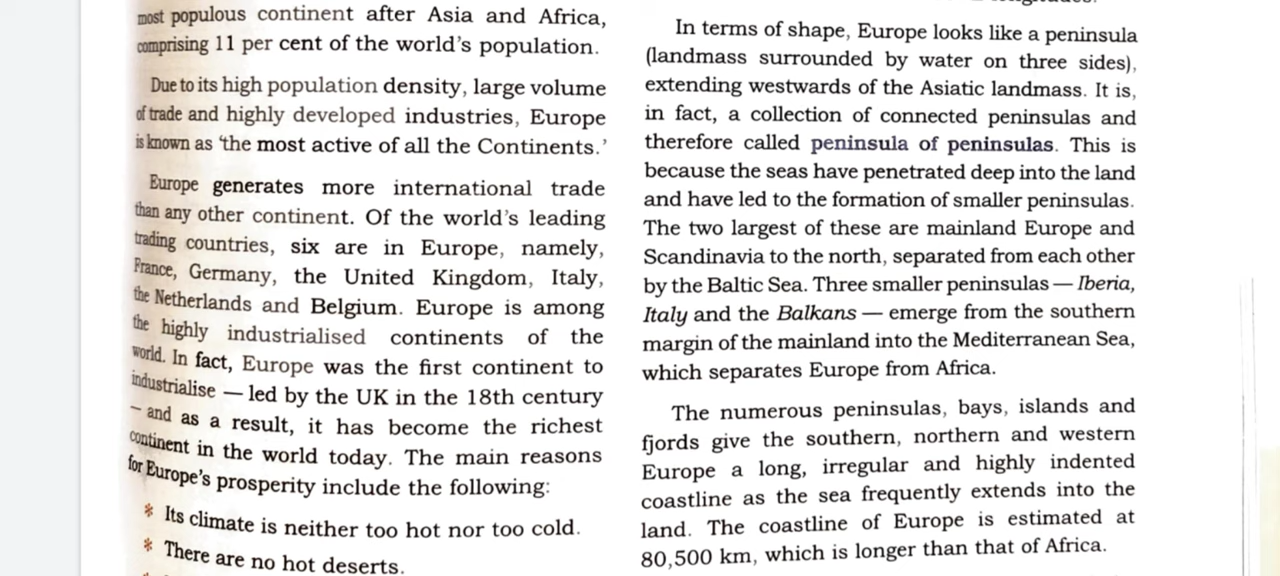 most populous continent after Asia and Africa,
comprising 11 per cent of the world's population.
Due to its high population density, large volume
of trade and highly developed industries, Europe
is known as 'the most active of all the Continents.'
Europe generates more international trade
than any other continent. Of the world's leading
trading countries, six are in Europe, namely,
France, Germany, the United Kingdom, Italy,
the Netherlands and Belgium. Europe is among
the highly industrialised continents of the
world. In fact, Europe was the first continent to
industrialise — led by the UK in the 18th century
— and as a result, it has become the richest
continent in the world today. The main reasons
for Europe's prosperity include the following:
* Its climate is neither too hot nor too cold.
* There are no hot deserts.
In terms of shape, Europe looks like a peninsula
(landmass surrounded by water on three sides),
extending westwards of the Asiatic landmass. It is,
in fact, a collection of connected peninsulas and
therefore called peninsula of peninsulas. This is
because the seas have penetrated deep into the land
and have led to the formation of smaller peninsulas.
The two largest of these are mainland Europe and
Scandinavia to the north, separated from each other
by the Baltic Sea. Three smaller peninsulas — Iberia,
Italy and the Balkans — emerge from the southern
margin of the mainland into the Mediterranean Sea,
which separates Europe from Africa.
The numerous peninsulas, bays, islands and
fjords give the southern, northern and western
Europe a long, irregular and highly indented
coastline as the sea frequently extends into the
land. The coastline of Europe is estimated at
80,500 km, which is longer than that of Africa.